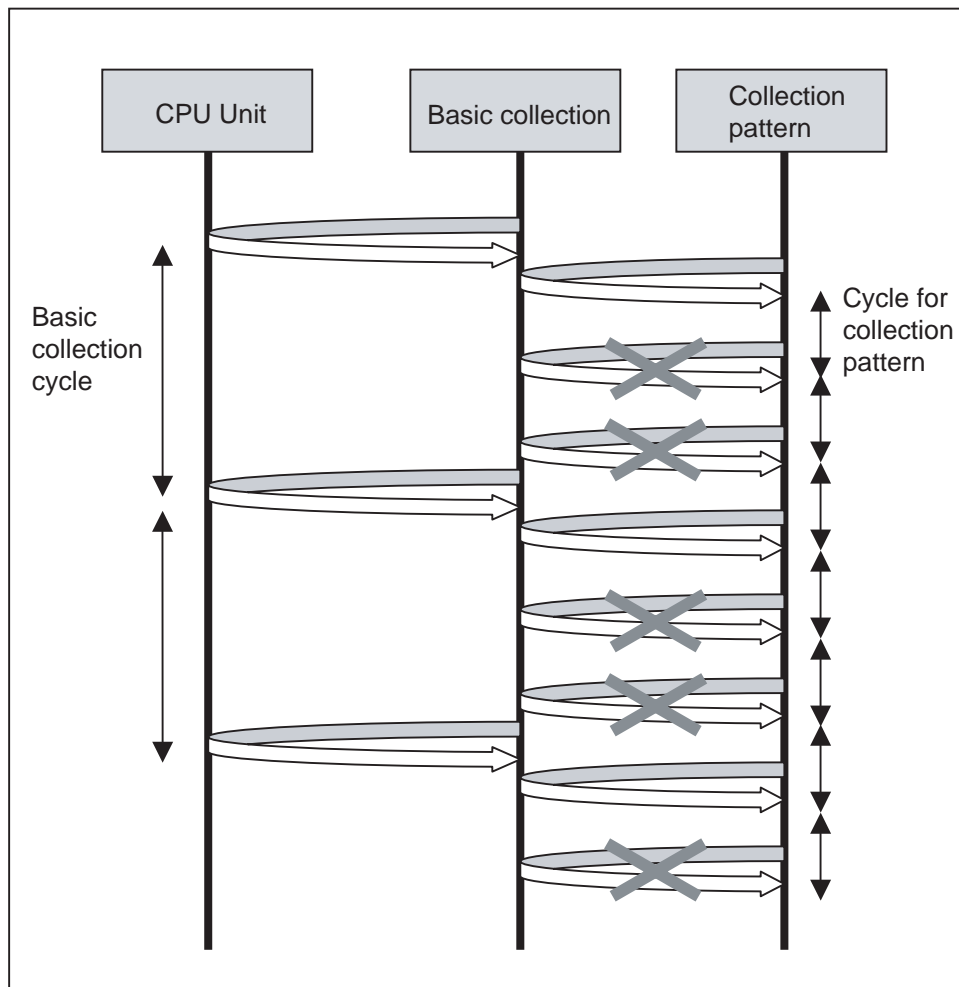 CPU Unit
Basic collection
Collection
pattern
Basic
collection
cycle
Cycle for
collection
pattern